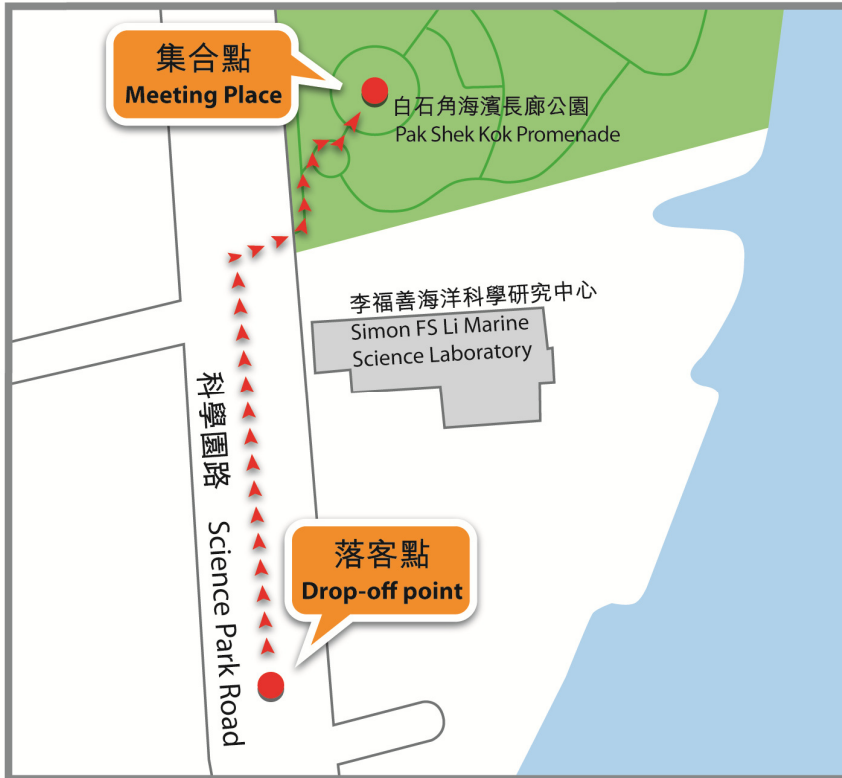 集合點
Meeting Place
白石角海濱長廊公園
Pak Shek Kok Promenade
李福善海洋科學研究中心
Simon FS Li Marine
Science Laboratory
科學園路 Science Park Road
落客點
Drop-off point